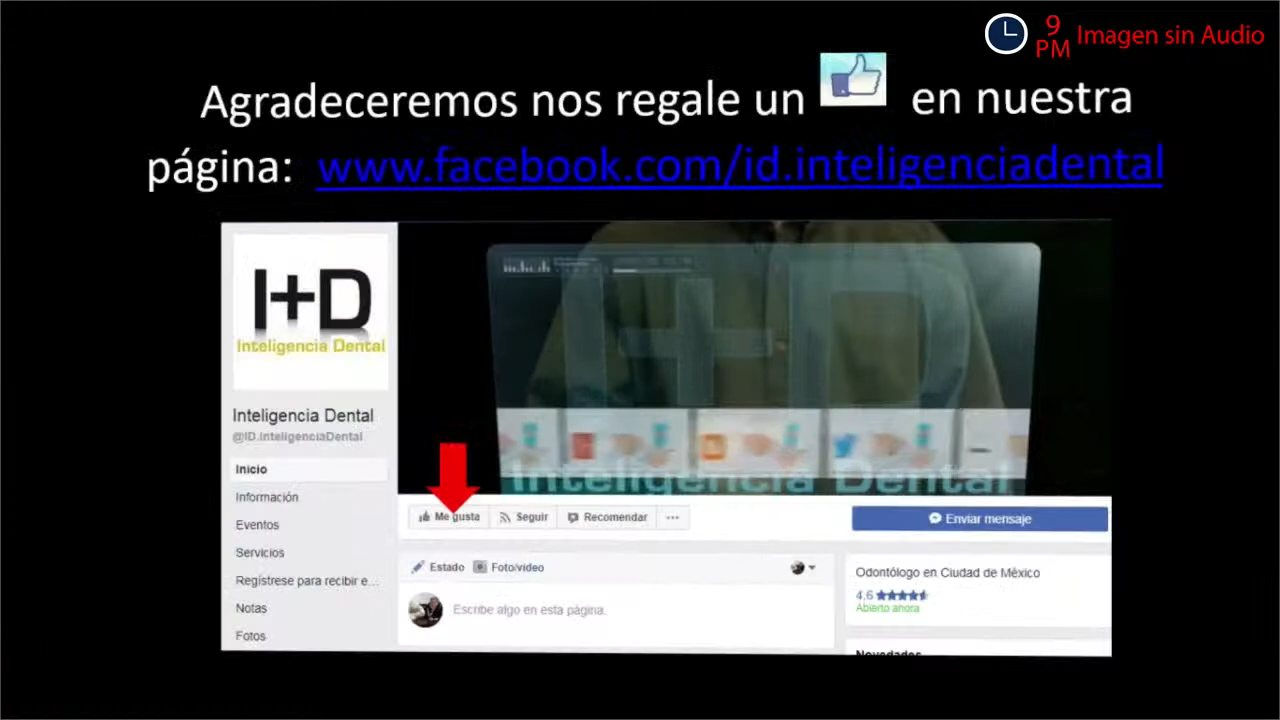 9
PM Imagen sin Audio
Agradeceremos nos regale un en nuestra
página: www.facebook.com/id.inteligenciadental
I+D
Inteligencia Dental
I+D
Inteligencia Dental
Inteligencia Dental
@ID.InteligenciaDental
Inicio
Información
Eventos
Servicios
Regístrese para recibir e...
Notas
Fotos
Me gusta
Seguir
Recomendar
...
Enviar mensaje
Estado
Foto/video
Escribe algo en esta página.
Odontólogo en Ciudad de México
4,6
Abierto ahora
Novedades